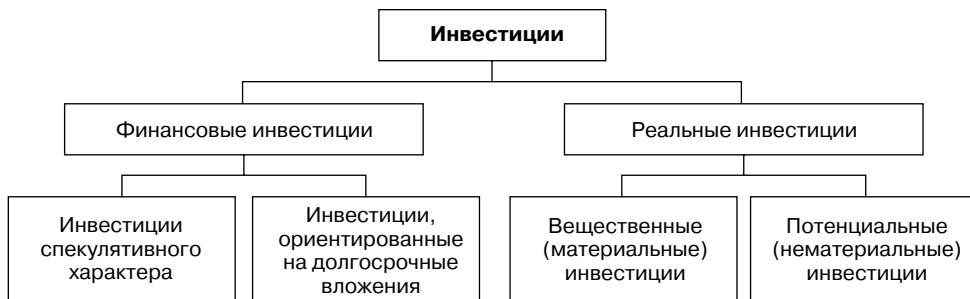 Инвестиции
Финансовые инвестиции
Реальные инвестиции
Инвестиции
спекулятивного
характера
Инвестиции,
ориентированные
на долгосрочные
вложения
Вещественные
(материальные)
инвестиции
Потенциальные
(нематериальные)
инвестиции